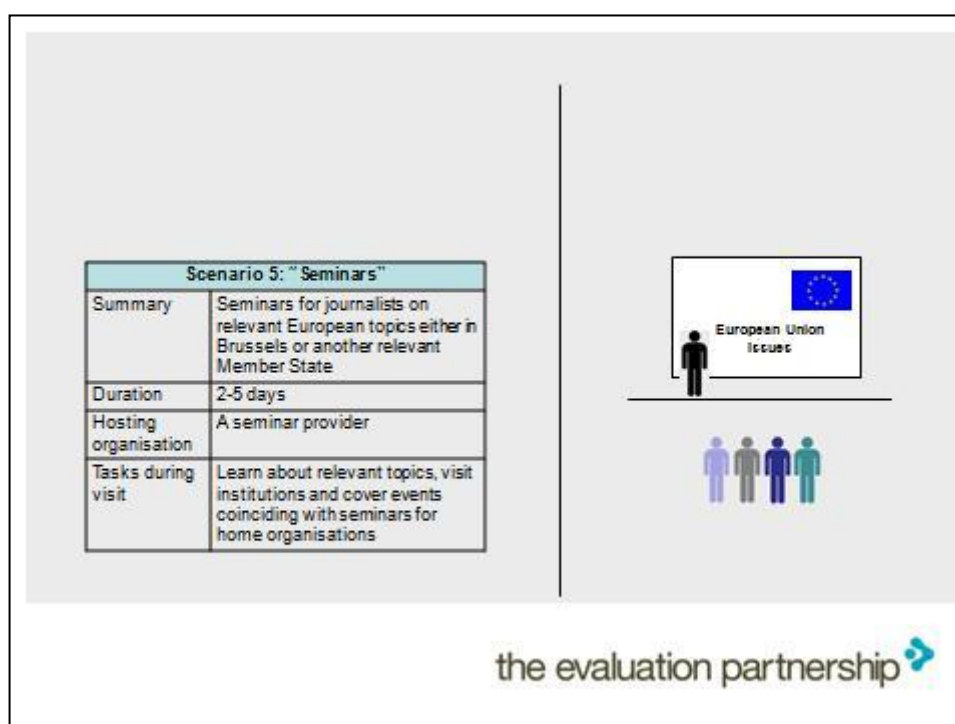 Scenario 5: "Seminars"
Summary
Seminars for journalists on
relevant European topics either in
Brussels or another relevant
Member State
Duration
2-5 days
Hosting
organisation
A seminar provider
Tasks during
visit
Learn about relevant topics, visit
institutions and cover events
coinciding with seminars for
home organisations
European Union
Issues
the evaluation partnership